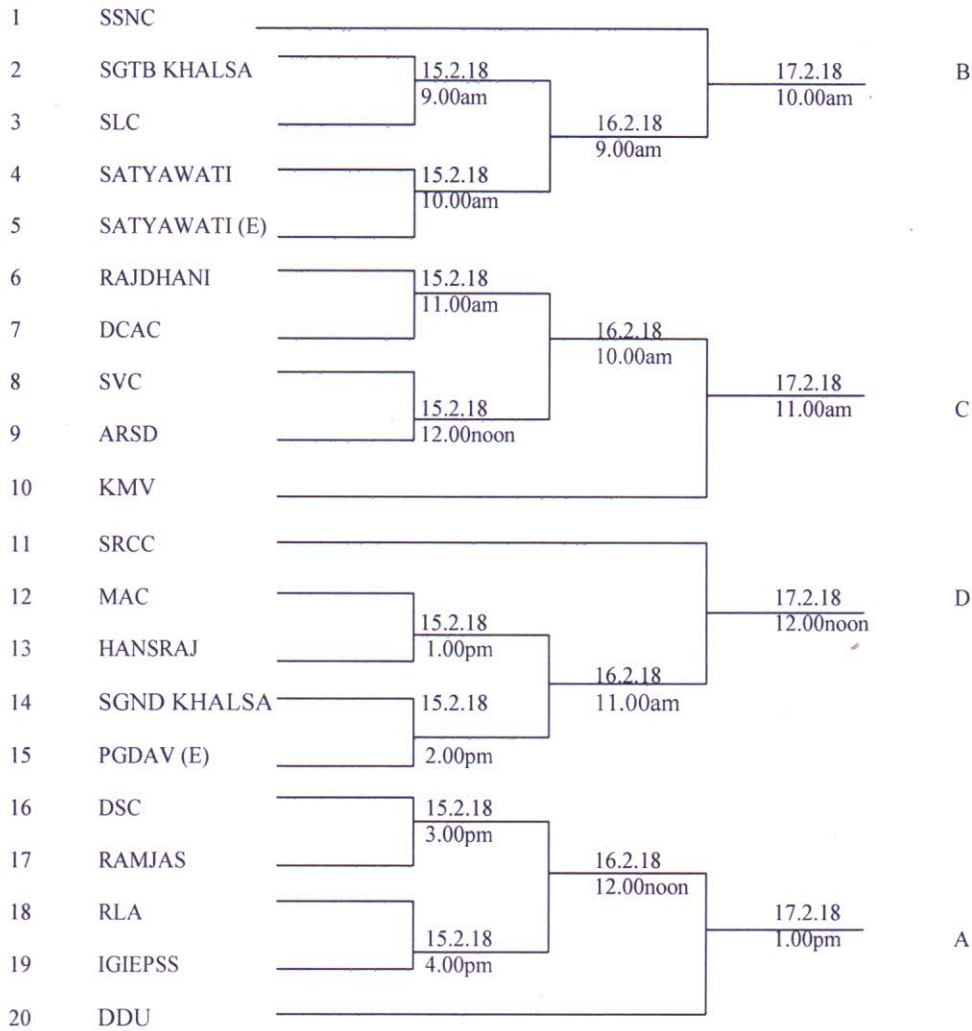 1 SSNC
2 SGTB KHALSA 15.2.18 17.2.18 B
9.00am 10.00am
3 SLC 16.2.18
9.00am
4 SATYAWATI 15.2.18
10.00am
5 SATYAWATI (E)
6 RAJDHANI 15.2.18
11.00am
7 DCAC 16.2.18
10.00am
8 SVC 17.2.18
15.2.18 11.00am C
9 ARSD 12.00noon
10 KMV
11 SRCC
12 MAC 17.2.18 D
15.2.18 12.00noon
13 HANSRAJ 1.00pm
16.2.18
14 SGND KHALSA 15.2.18 11.00am
15 PGDAV (E) 2.00pm
16 DSC 15.2.18
3.00pm
17 RAMJAS 16.2.18
12.00noon
18 RLA 17.2.18
15.2.18 1.00pm A
19 IGIEPSS 4.00pm
20 DDU